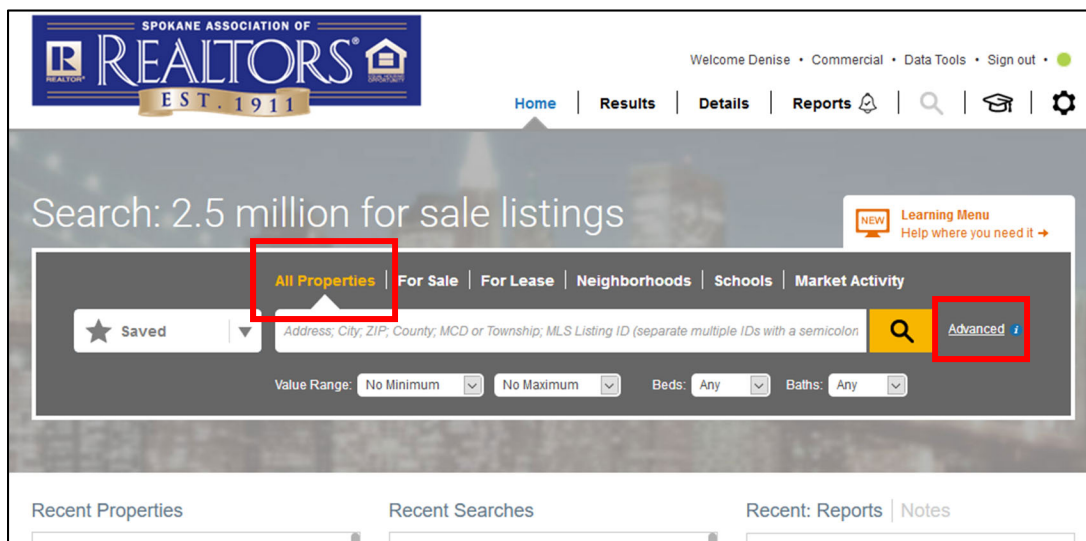 SPOKANE ASSOCIATION OF
REALTORS®
REALTOR®
EST. 1911
Welcome Denise • Commercial • Data Tools • Sign out •
Home | Results | Details | Reports
Search: 2.5 million for sale listings
NEW
Learning Menu
Help where you need it →
All Properties | For Sale | For Lease | Neighborhoods | Schools | Market Activity
Saved ▼
Address; City; ZIP; County; MCD or Township; MLS Listing ID (separate multiple IDs with a semicolon
Advanced i
Value Range: No Minimum No Maximum Beds: Any Baths: Any
Recent Properties
Recent Searches
Recent: Reports | Notes